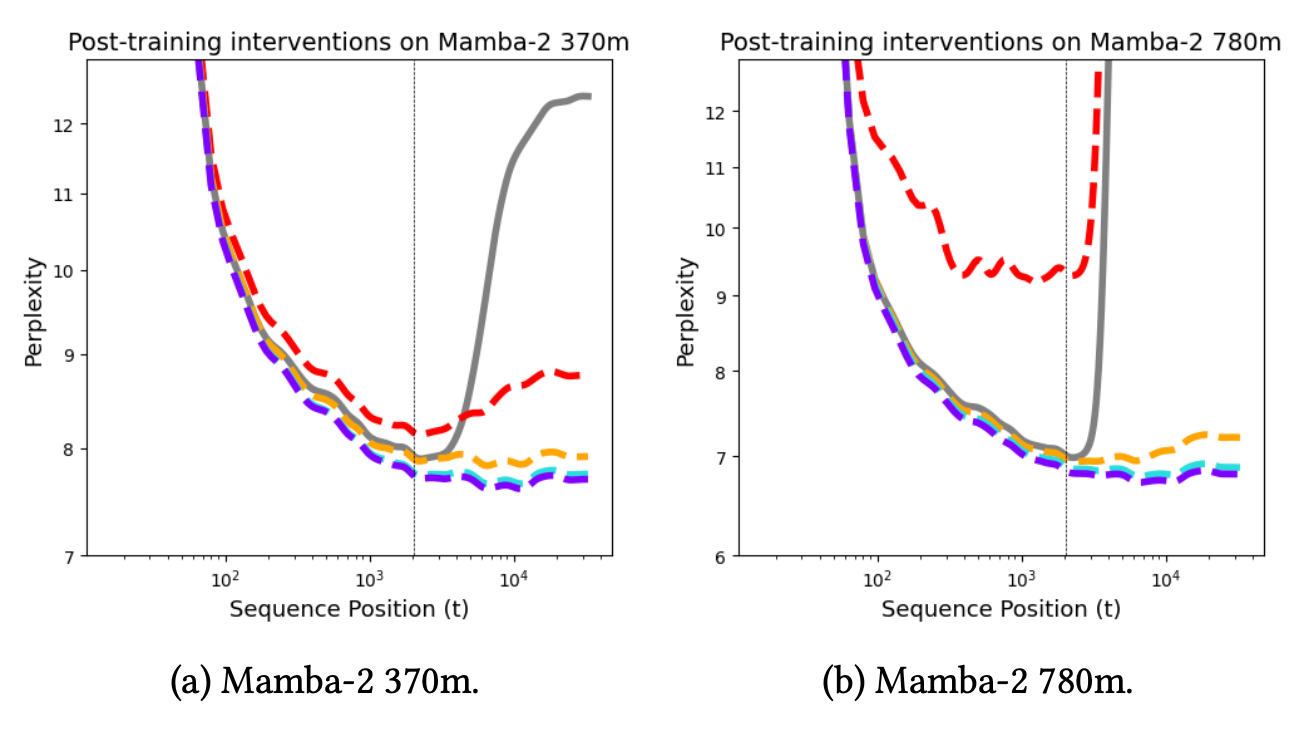 Post-training interventions on Mamba-2 370m
12
11
10
9
8
7
Perplexity
10²
10³
10⁴
Sequence Position (t)
(a) Mamba-2 370m.
Post-training interventions on Mamba-2 780m
12
11
10
9
8
7
6
Perplexity
10²
10³
10⁴
Sequence Position (t)
(b) Mamba-2 780m.